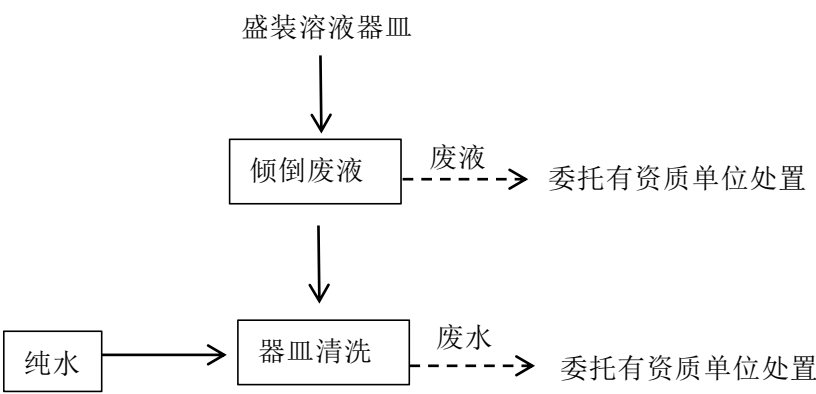 盛装溶液器皿
倾倒废液
废液
委托有资质单位处置
纯水
器皿清洗
废水
委托有资质单位处置